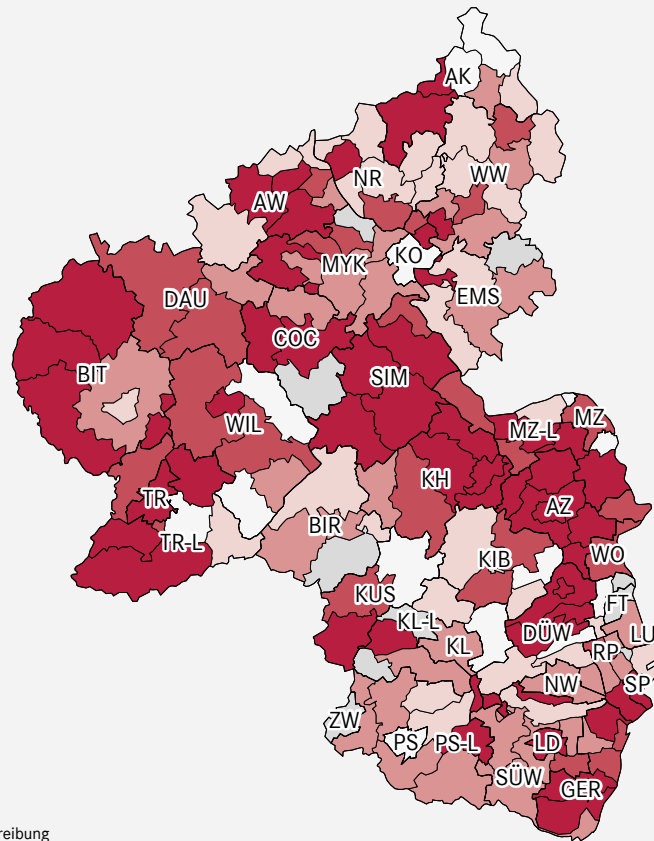 AK
NR
WW
AW
KO
MYK
EMS
DAU
COC
SIM
BIT
WIL
MZ-L
MZ
KH
TR
AZ
BIR
TR-L
KIB
WO
KUS
FT
KL-L
DÜW
LU
KL
RP
NW
SP
ZW
PS
PS-L
LD
SÜW
GER
reibung